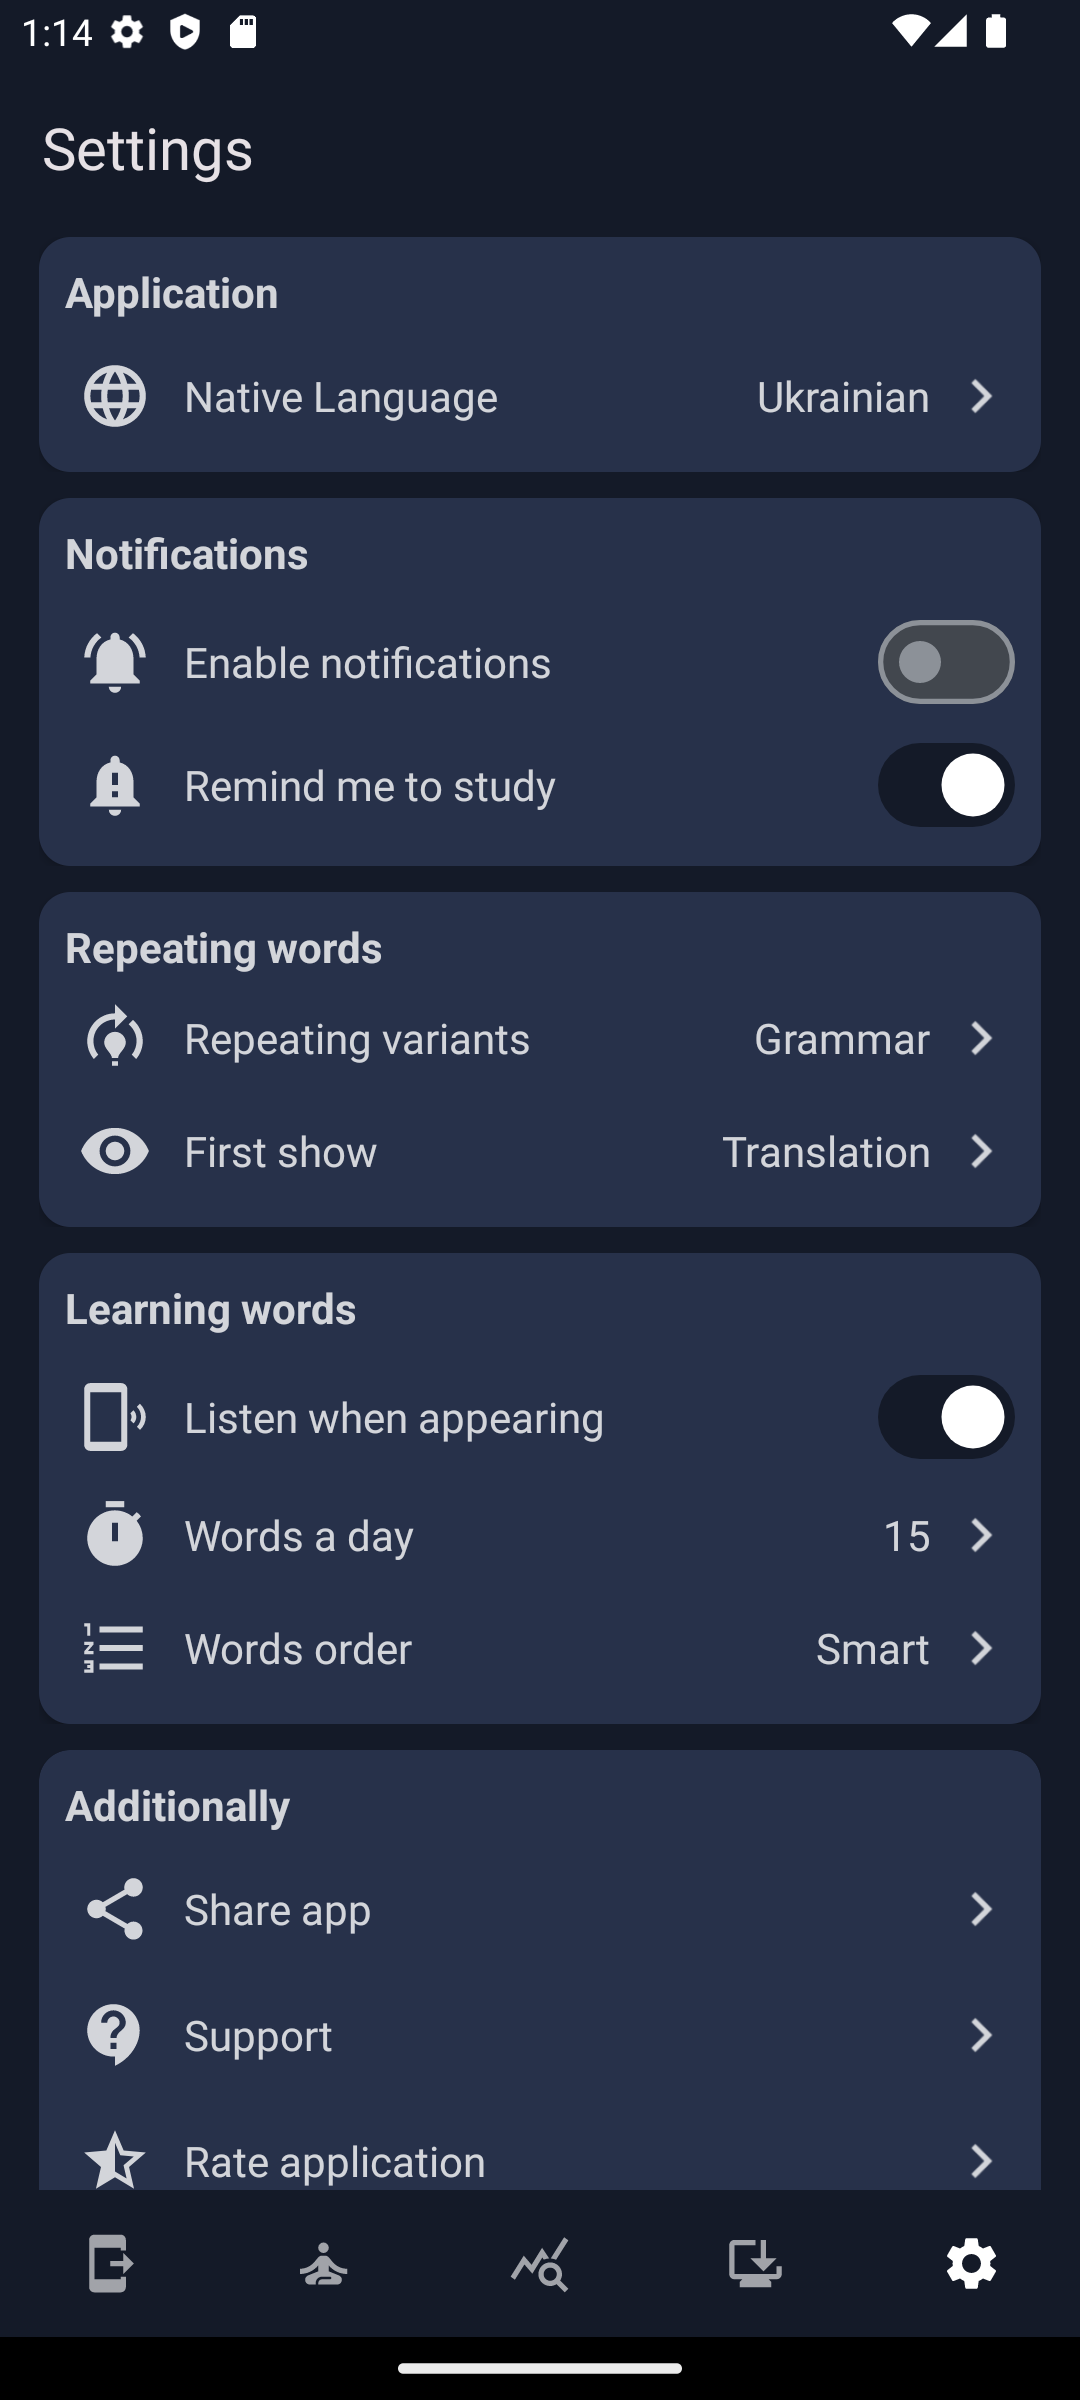 1:14
Settings
Application
Native Language Ukrainian
Notifications
Enable notifications
Remind me to study
Repeating words
Repeating variants Grammar
First show Translation
Learning words
Listen when appearing
Words a day 15
Words order Smart
Additionally
Share app
Support
Rate application